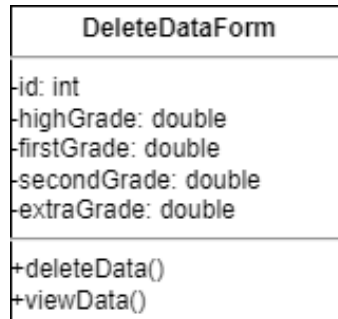 DeleteDataForm
-id: int
-highGrade: double
-firstGrade: double
-secondGrade: double
-extraGrade: double
+deleteData()
+viewData()